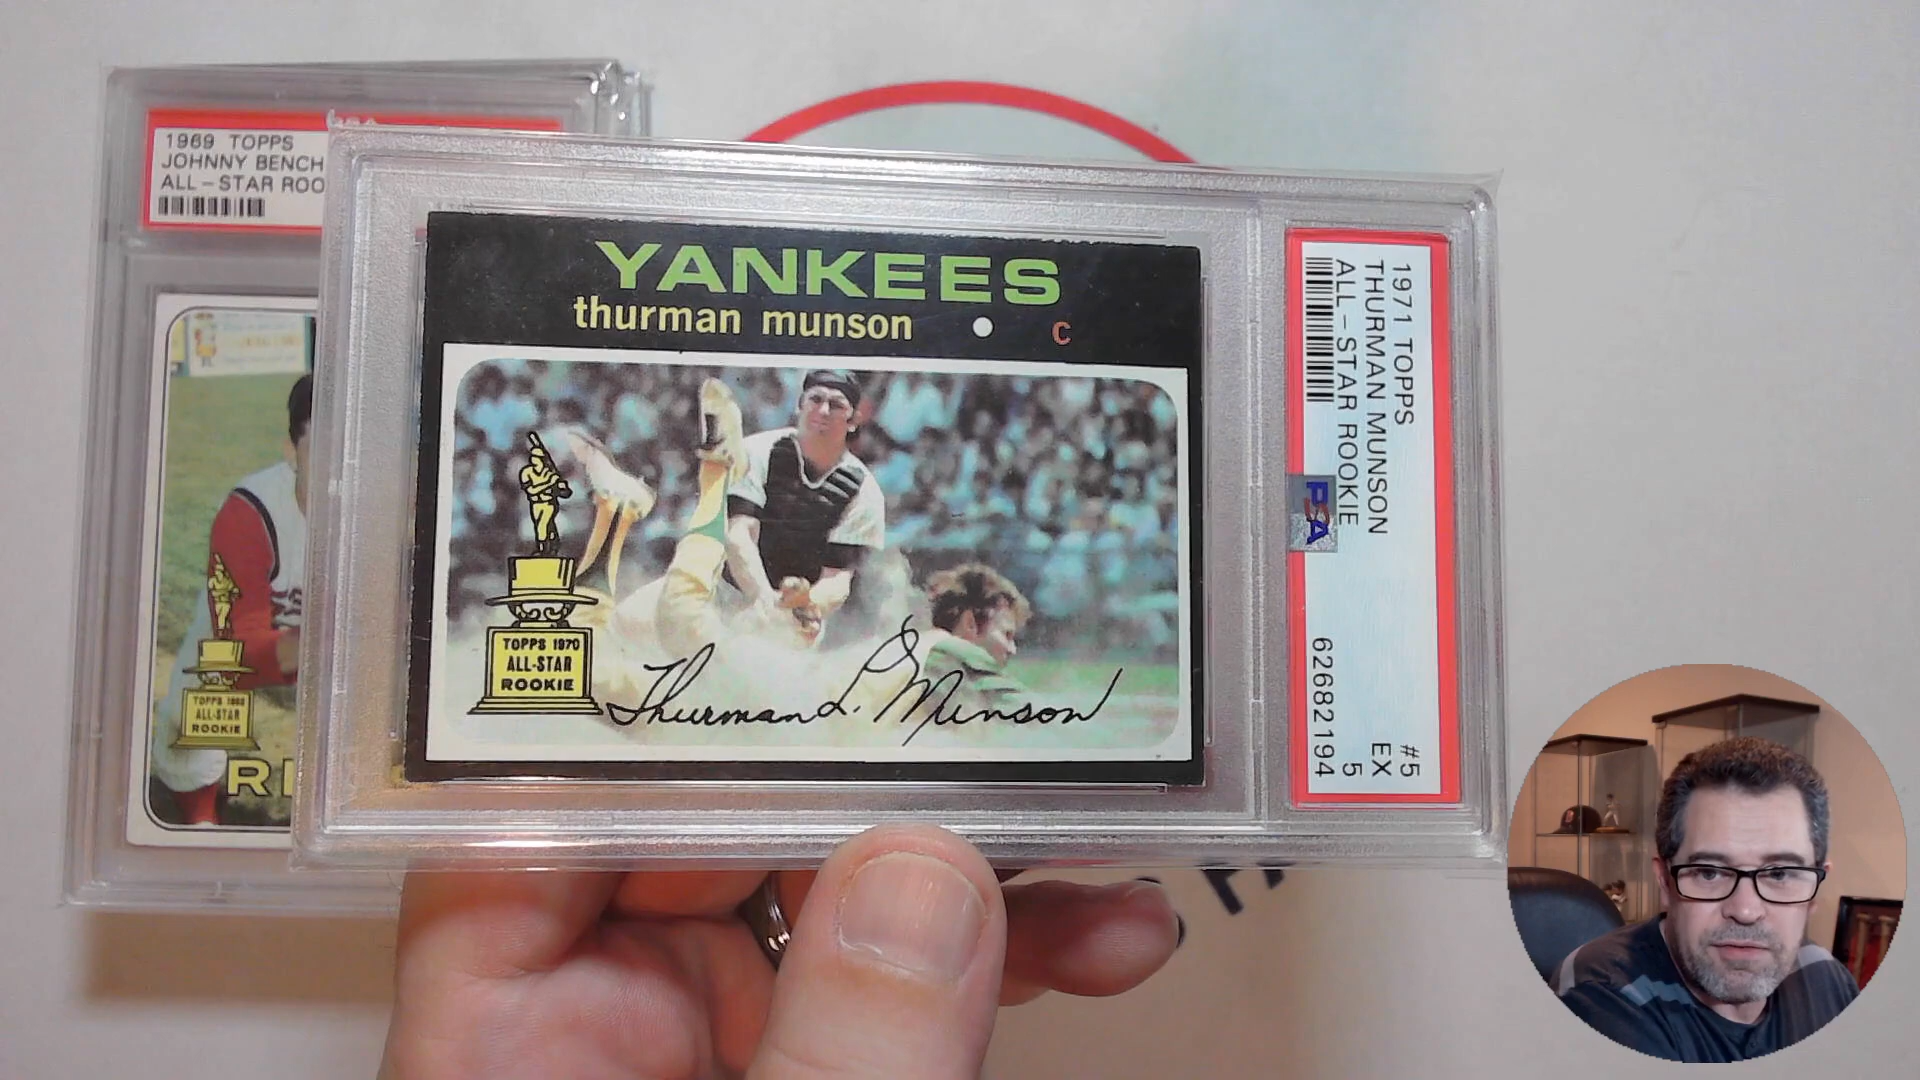 1969 TOPPS
JOHNNY BENCH
ALL-STAR ROO
TOPPS 1968
ALL-STAR
ROOKIE
YANKEES
thurman munson • c
TOPPS 1970
ALL-STAR
ROOKIE
Thurman L. Munson
1971 TOPPS #5
THURMAN MUNSON EX
ALL-STAR ROOKIE 5
62682194
PSA